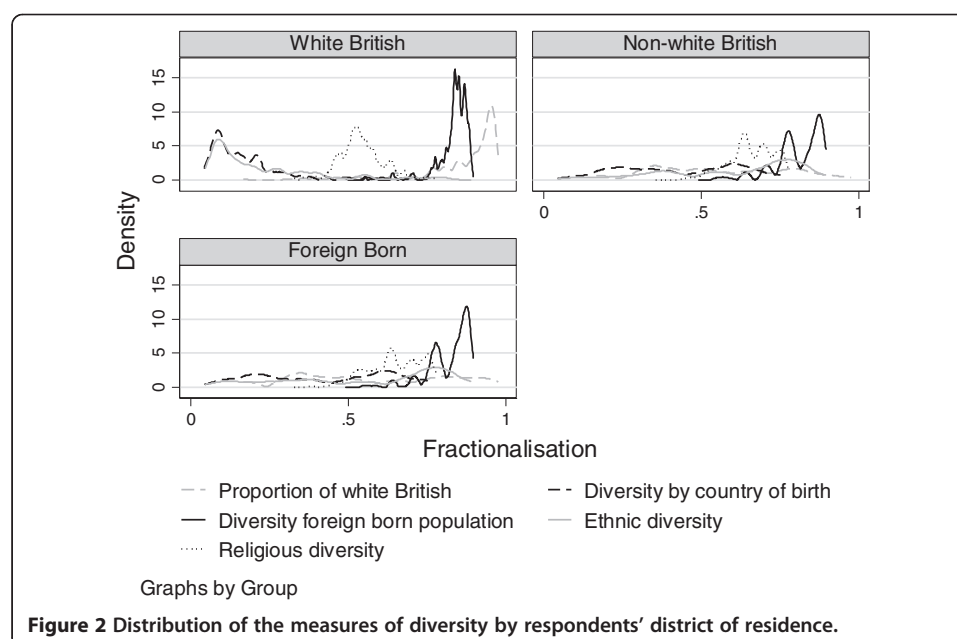 White British
Non-white British
15
10
5
0
0
.5
1
Foreign Born
15
10
5
0
0
.5
1
Density
Fractionalisation
Proportion of white British
Diversity by country of birth
Diversity foreign born population
Ethnic diversity
Religious diversity
Graphs by Group
Figure 2 Distribution of the measures of diversity by respondents' district of residence.